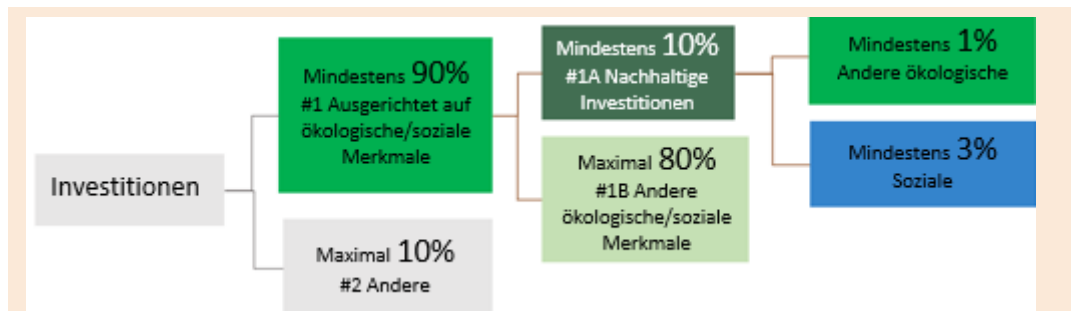 Investitionen
Mindestens 90%
#1 Ausgerichtet auf
ökologische/soziale
Merkmale
Maximal 10%
#2 Andere
Mindestens 10%
#1A Nachhaltige
Investitionen
Maximal 80%
#1B Andere
ökologische/soziale
Merkmale
Mindestens 1%
Andere ökologische
Mindestens 3%
Soziale